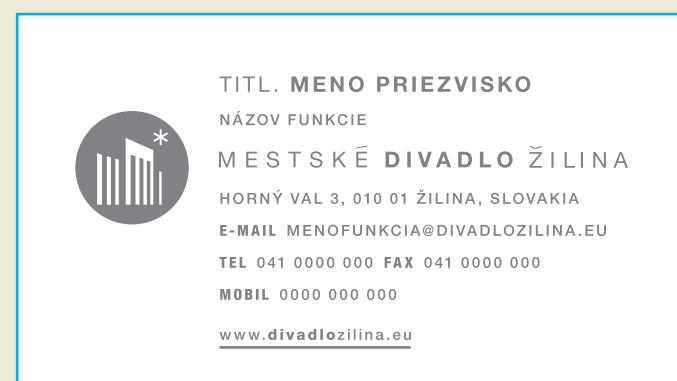 TITL. MENO PRIEZVISKO
NÁZOV FUNKCIE
MESTSKÉ DIVADLO ŽILINA
HORNÝ VAL 3, 010 01 ŽILINA, SLOVAKIA
E-MAIL MENOFUNKCIA@DIVADLOZILINA.EU
TEL 041 0000 000 FAX 041 0000 000
MOBIL 0000 000 000
www.divadlozilina.eu